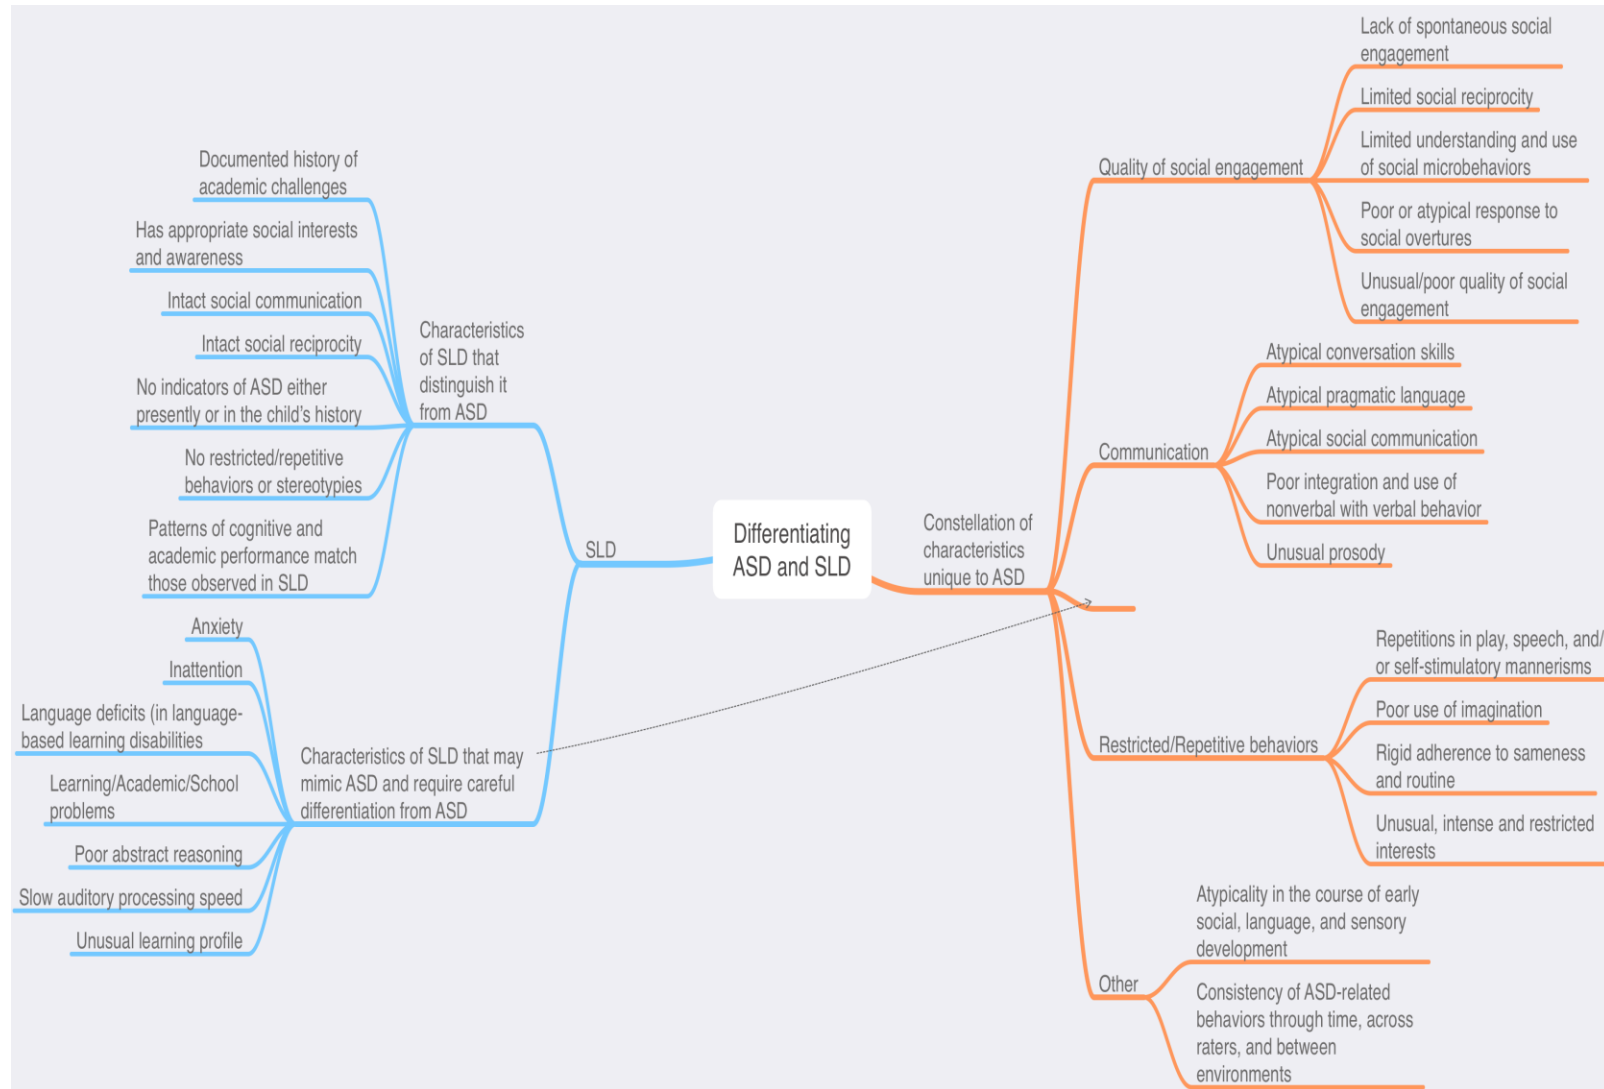 Differentiating
ASD and SLD
SLD
Characteristics
of SLD that
distinguish it
from ASD
Documented history of
academic challenges
Has appropriate social interests
and awareness
Intact social communication
Intact social reciprocity
No indicators of ASD either
presently or in the child's history
No restricted/repetitive
behaviors or stereotypies
Patterns of cognitive and
academic performance match
those observed in SLD
Characteristics of SLD that may
mimic ASD and require careful
differentiation from ASD
Anxiety
Inattention
Language deficits (in language-
based learning disabilities
Learning/Academic/School
problems
Poor abstract reasoning
Slow auditory processing speed
Unusual learning profile
Constellation of
characteristics
unique to ASD
Quality of social engagement
Lack of spontaneous social
engagement
Limited social reciprocity
Limited understanding and use
of social microbehaviors
Poor or atypical response to
social overtures
Unusual/poor quality of social
engagement
Communication
Atypical conversation skills
Atypical pragmatic language
Atypical social communication
Poor integration and use of
nonverbal with verbal behavior
Unusual prosody
Restricted/Repetitive behaviors
Repetitions in play, speech, and/
or self-stimulatory mannerisms
Poor use of imagination
Rigid adherence to sameness
and routine
Unusual, intense and restricted
interests
Other
Atypicality in the course of early
social, language, and sensory
development
Consistency of ASD-related
behaviors through time, across
raters, and between
environments